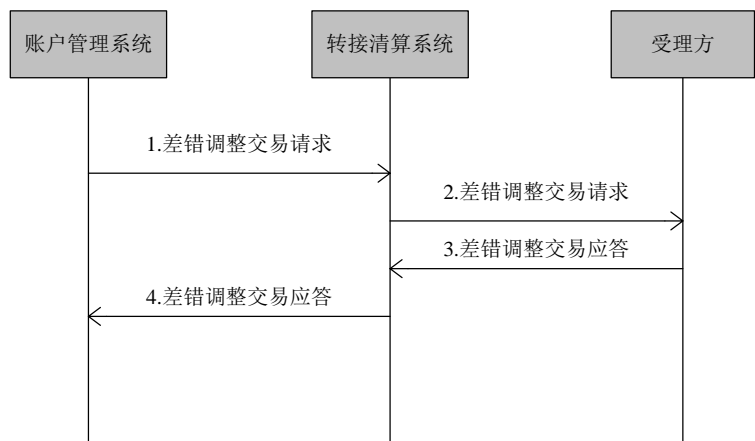 账户管理系统
转接清算系统
受理方
1.差错调整交易请求
2.差错调整交易请求
3.差错调整交易应答
4.差错调整交易应答